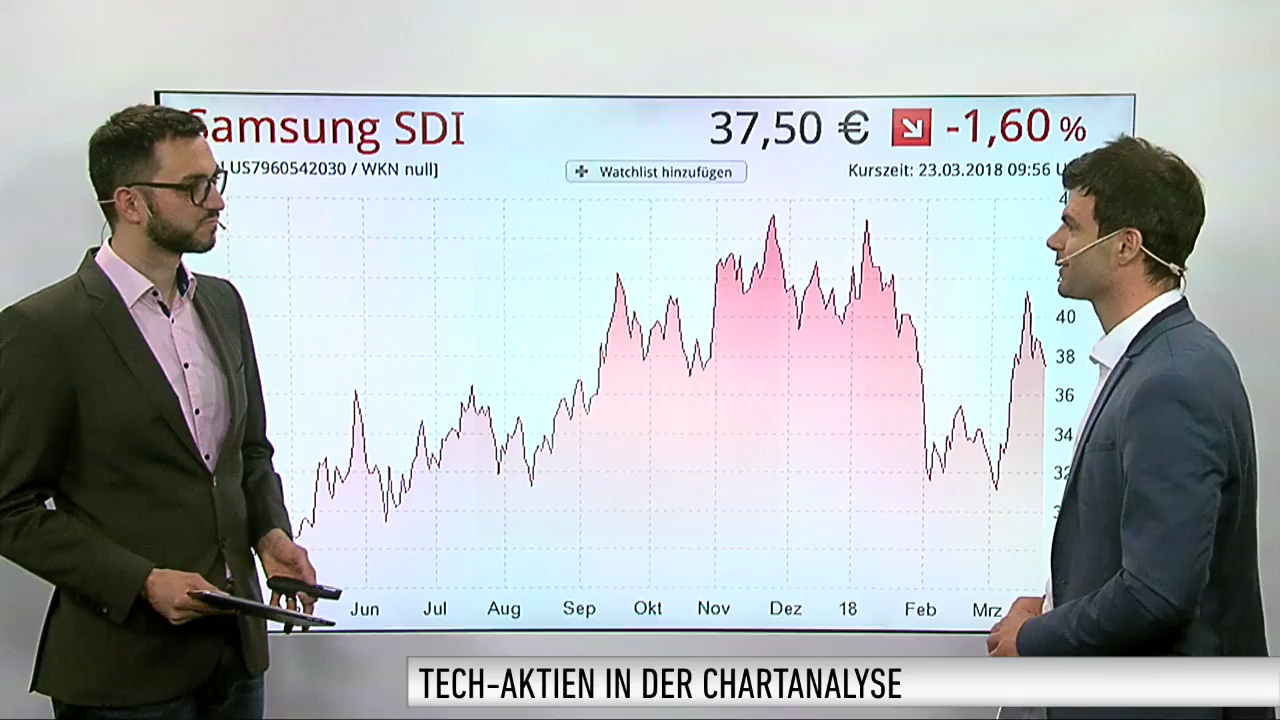 Samsung SDI 37,50 € -1,60 %
US7960542030 / WKN null] Watchlist hinzufügen Kurszeit: 23.03.2018 09:56
40
38
36
34
32
Jun Jul Aug Sep Okt Nov Dez 18 Feb Mrz
TECH-AKTIEN IN DER CHARTANALYSE